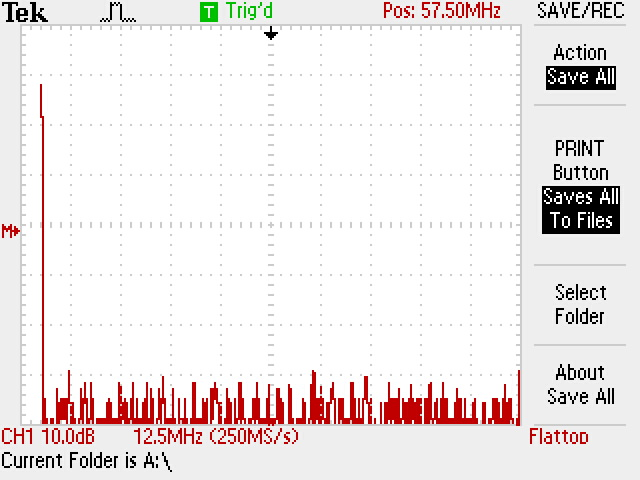 Tek T Trig'd Pos: 57.50MHz SAVE/REC
Action
Save All
PRINT
Button
Saves All
To Files
M
Select
Folder
About
Save All
CH1 10.0dB 12.5MHz (250MS/s) Flattop
Current Folder is A:\